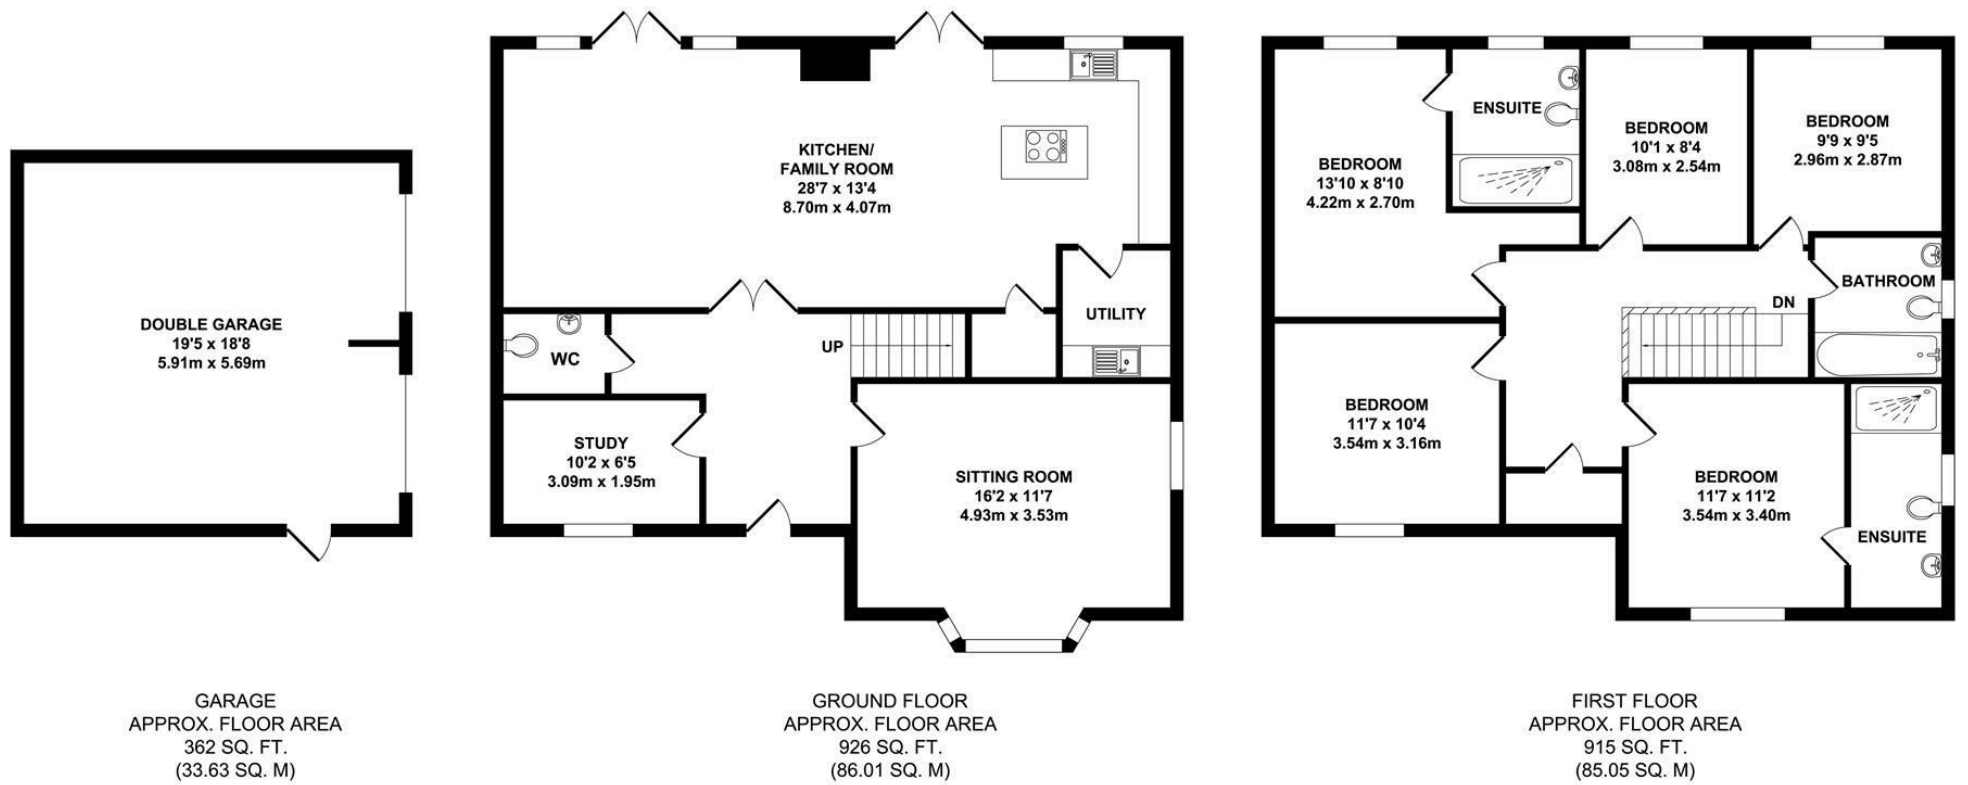 DOUBLE GARAGE
19'5 x 18'8
5.91m x 5.69m
GARAGE
APPROX. FLOOR AREA
362 SQ. FT.
(33.63 SQ. M)
KITCHEN/
FAMILY ROOM
28'7 x 13'4
8.70m x 4.07m
UTILITY
WC
UP
STUDY
10'2 x 6'5
3.09m x 1.95m
SITTING ROOM
16'2 x 11'7
4.93m x 3.53m
GROUND FLOOR
APPROX. FLOOR AREA
926 SQ. FT.
(86.01 SQ. M)
BEDROOM
13'10 x 8'10
4.22m x 2.70m
ENSUITE
BEDROOM
10'1 x 8'4
3.08m x 2.54m
BEDROOM
9'9 x 9'5
2.96m x 2.87m
BATHROOM
DN
BEDROOM
11'7 x 10'4
3.54m x 3.16m
BEDROOM
11'7 x 11'2
3.54m x 3.40m
ENSUITE
FIRST FLOOR
APPROX. FLOOR AREA
915 SQ. FT.
(85.05 SQ. M)